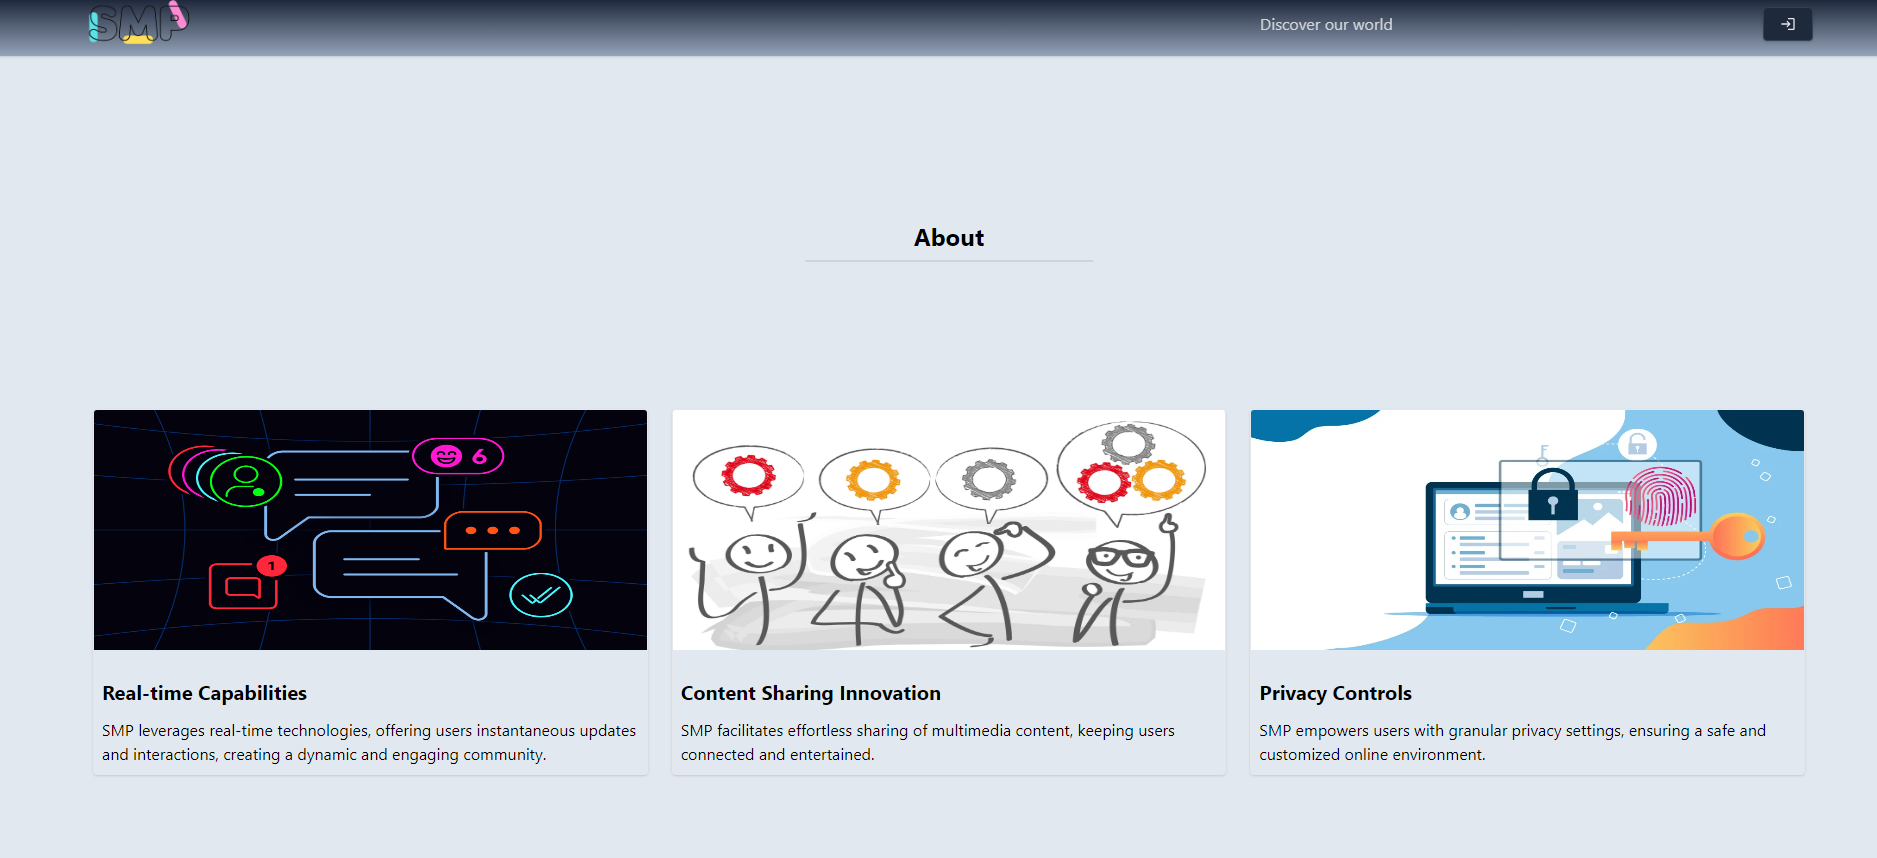 SMP
Discover our world
About
6
1
Real-time Capabilities
SMP leverages real-time technologies, offering users instantaneous updates
and interactions, creating a dynamic and engaging community.
Content Sharing Innovation
SMP facilitates effortless sharing of multimedia content, keeping users
connected and entertained.
Privacy Controls
SMP empowers users with granular privacy settings, ensuring a safe and
customized online environment.